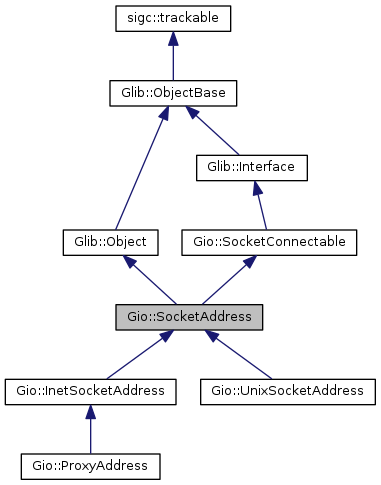 sigc::trackable
Glib::ObjectBase
Glib::Interface
Glib::Object
Gio::SocketConnectable
Gio::SocketAddress
Gio::InetSocketAddress
Gio::UnixSocketAddress
Gio::ProxyAddress